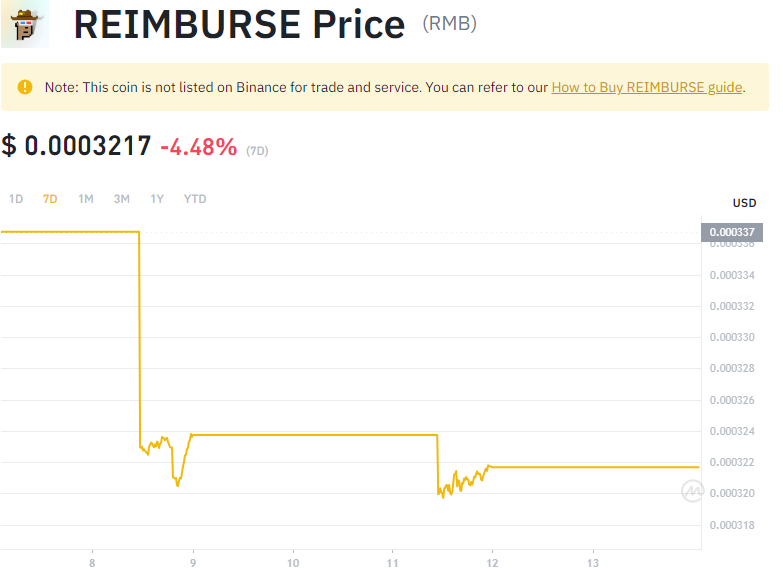 REIMBURSE Price (RMB)
Note: This coin is not listed on Binance for trade and service. You can refer to our How to Buy REIMBURSE guide.
$ 0.0003217 -4.48% (7D)
1D 7D 1M 3M 1Y YTD
USD
0.000337
0.000336
0.000334
0.000332
0.000330
0.000328
0.000326
0.000324
0.000322
0.000320
0.000318
8 9 10 11 12 13